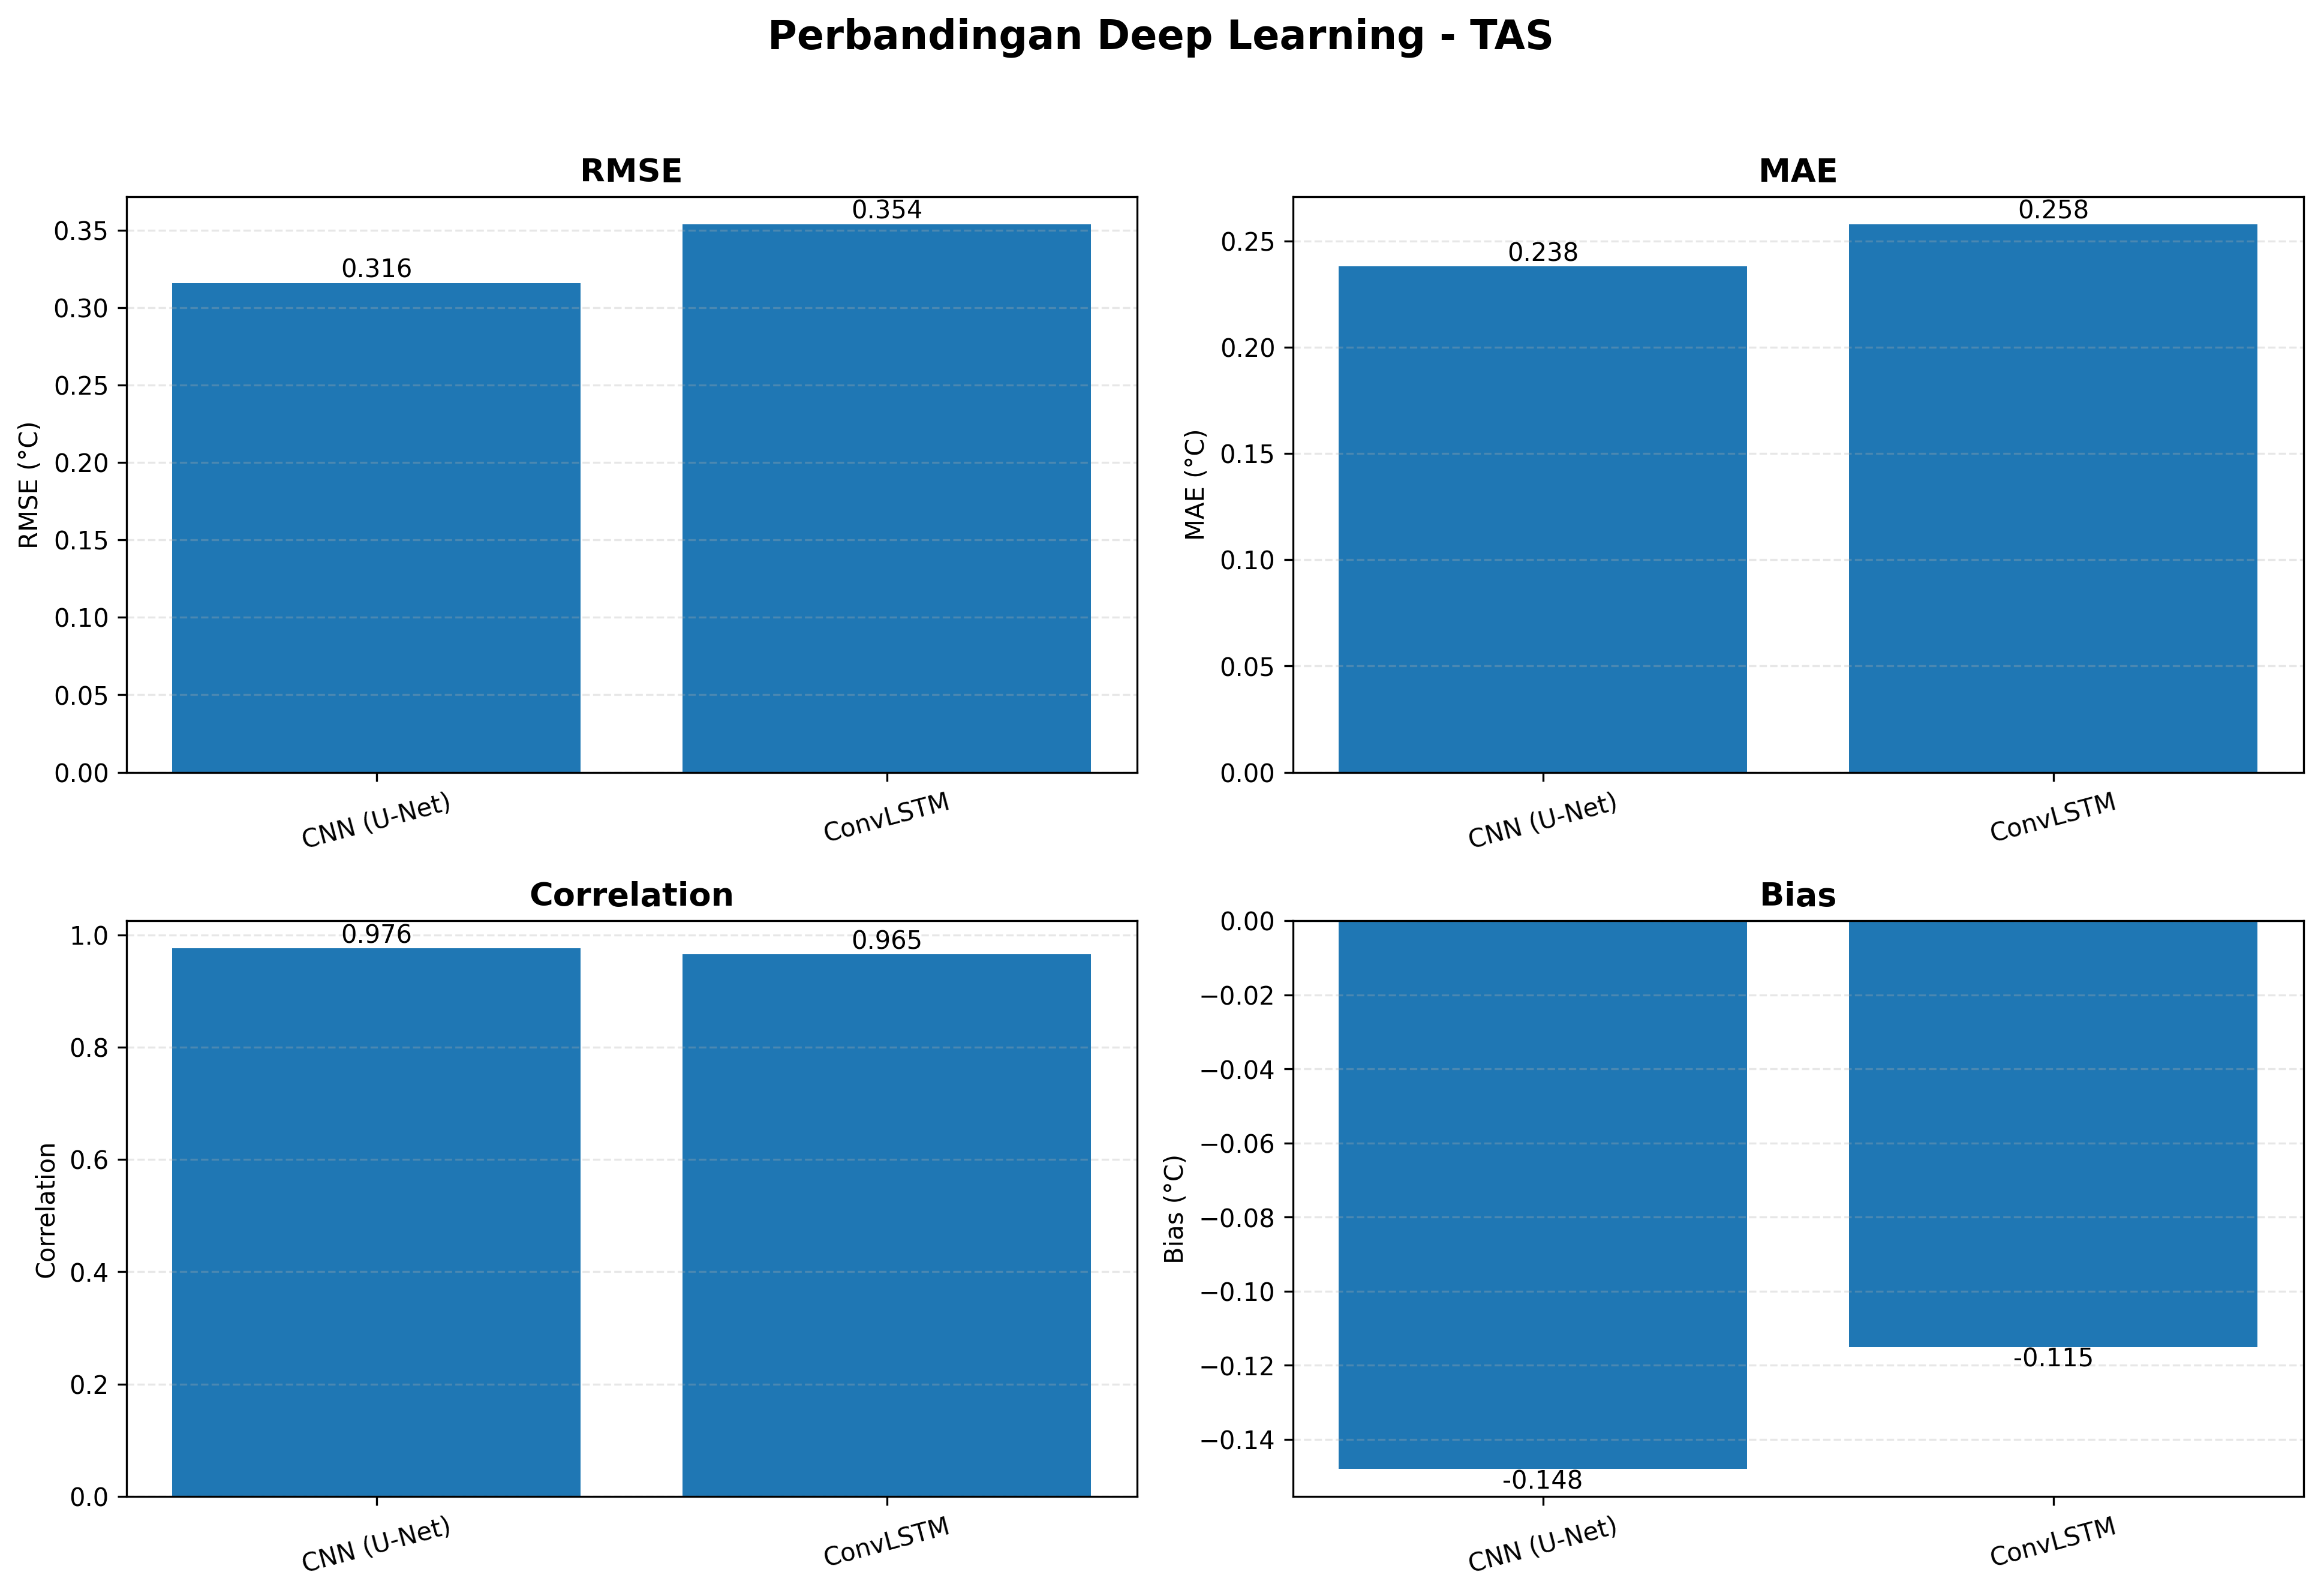 Perbandingan Deep Learning - TAS
RMSE
RMSE (°C)
0.35
0.30
0.25
0.20
0.15
0.10
0.05
0.00
0.316
0.354
CNN (U-Net)
ConvLSTM
MAE
MAE (°C)
0.25
0.20
0.15
0.10
0.05
0.00
0.238
0.258
CNN (U-Net)
ConvLSTM
Correlation
Correlation
1.0
0.8
0.6
0.4
0.2
0.0
0.976
0.965
CNN (U-Net)
ConvLSTM
Bias
Bias (°C)
0.00
−0.02
−0.04
−0.06
−0.08
−0.10
−0.12
−0.14
-0.148
-0.115
CNN (U-Net)
ConvLSTM